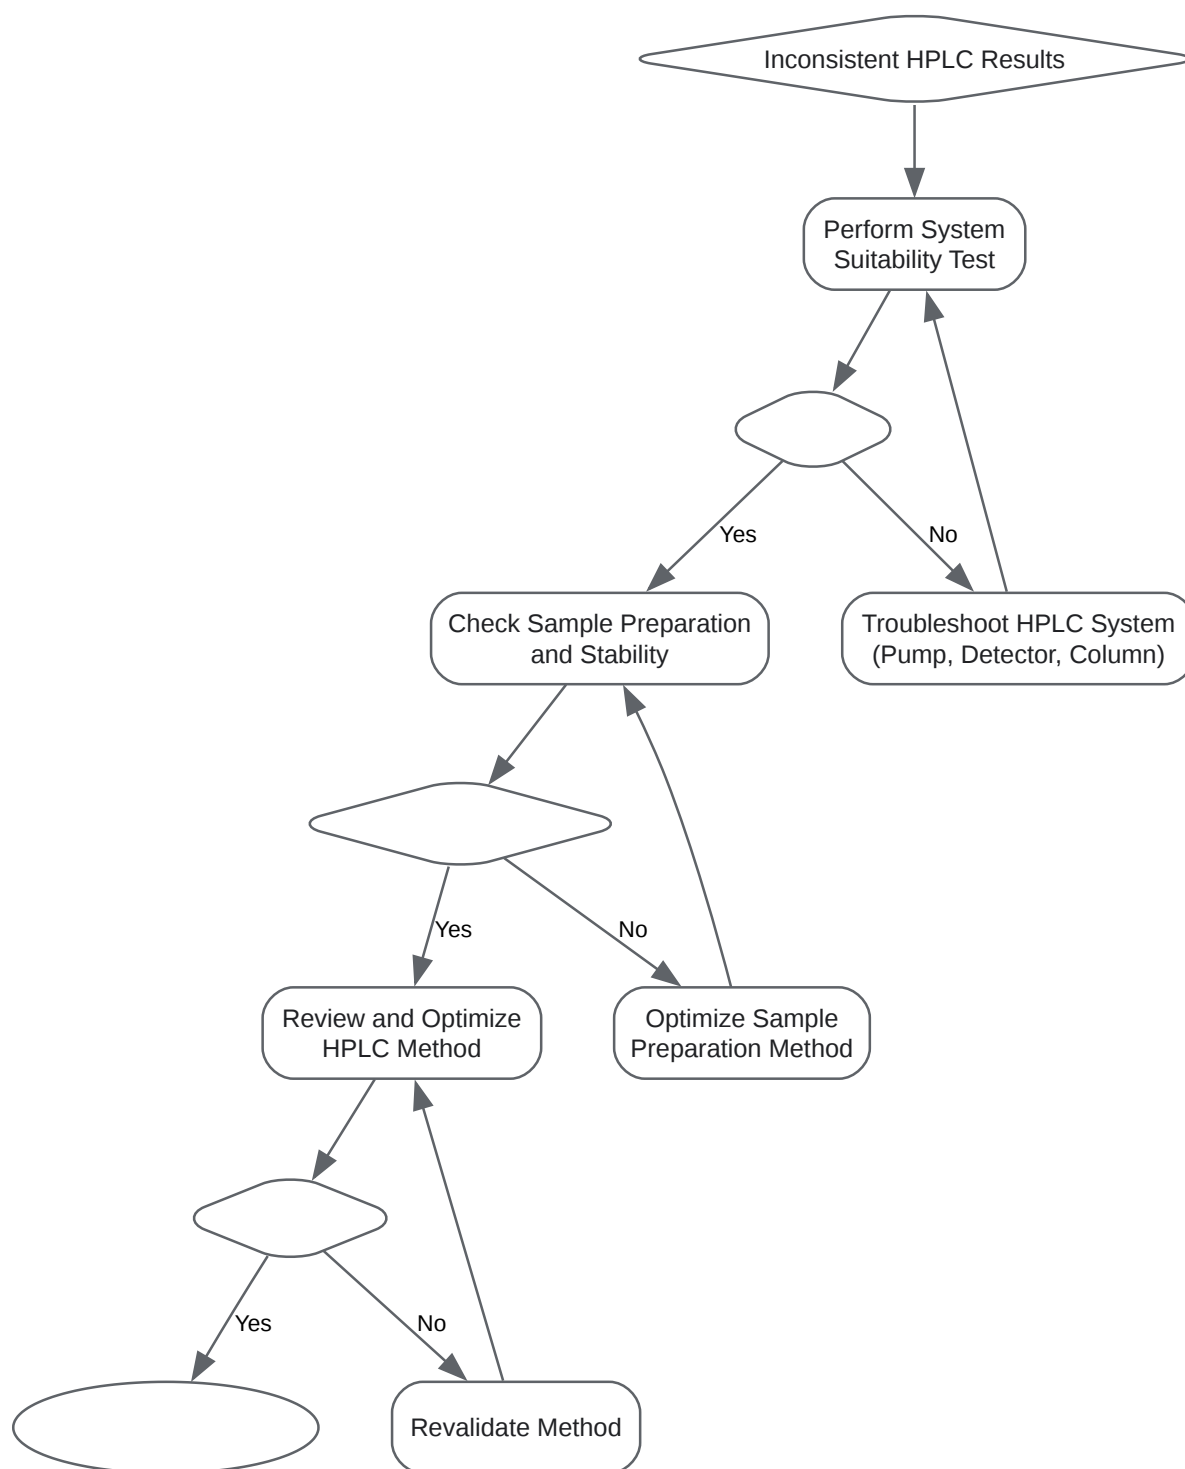 Inconsistent HPLC Results
Perform System
Suitability Test
Yes
No
Check Sample Preparation
and Stability
Troubleshoot HPLC System
(Pump, Detector, Column)
Yes
No
Review and Optimize
HPLC Method
Optimize Sample
Preparation Method
Yes
No
Revalidate Method